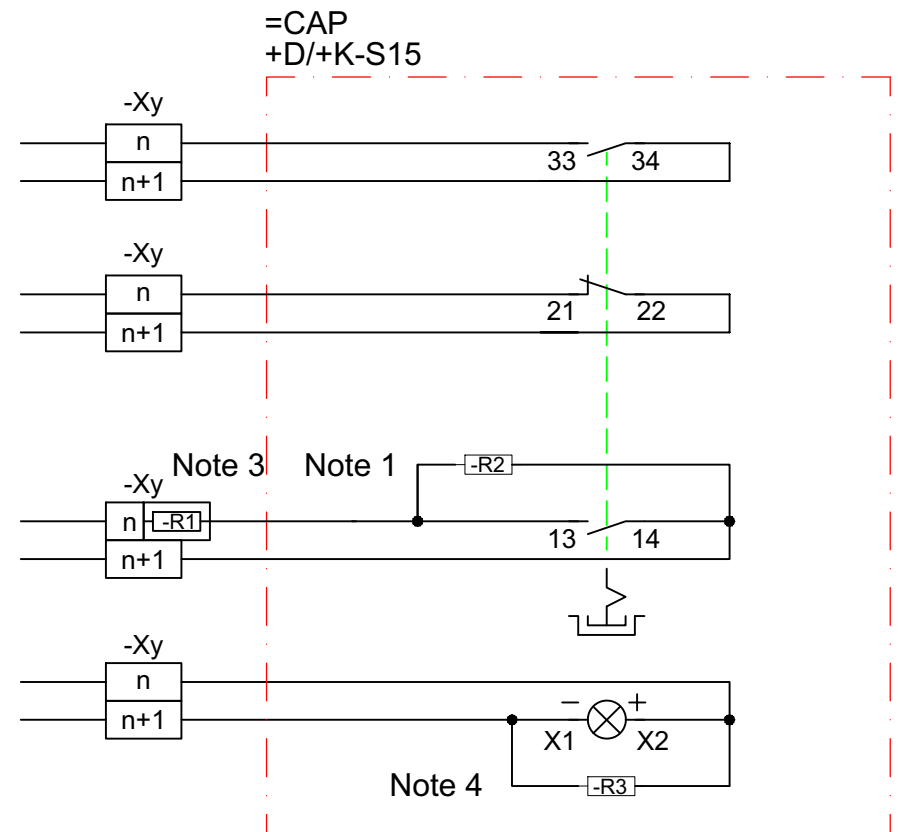 =CAP
+D/+K-S15
-Xy
n
33 34
n+1
-Xy
n
21 22
n+1
Note 3 Note 1 -R2
-Xy
n -R1
13 14
n+1
-Xy
n
n+1
- +
X1 X2
Note 4 -R3